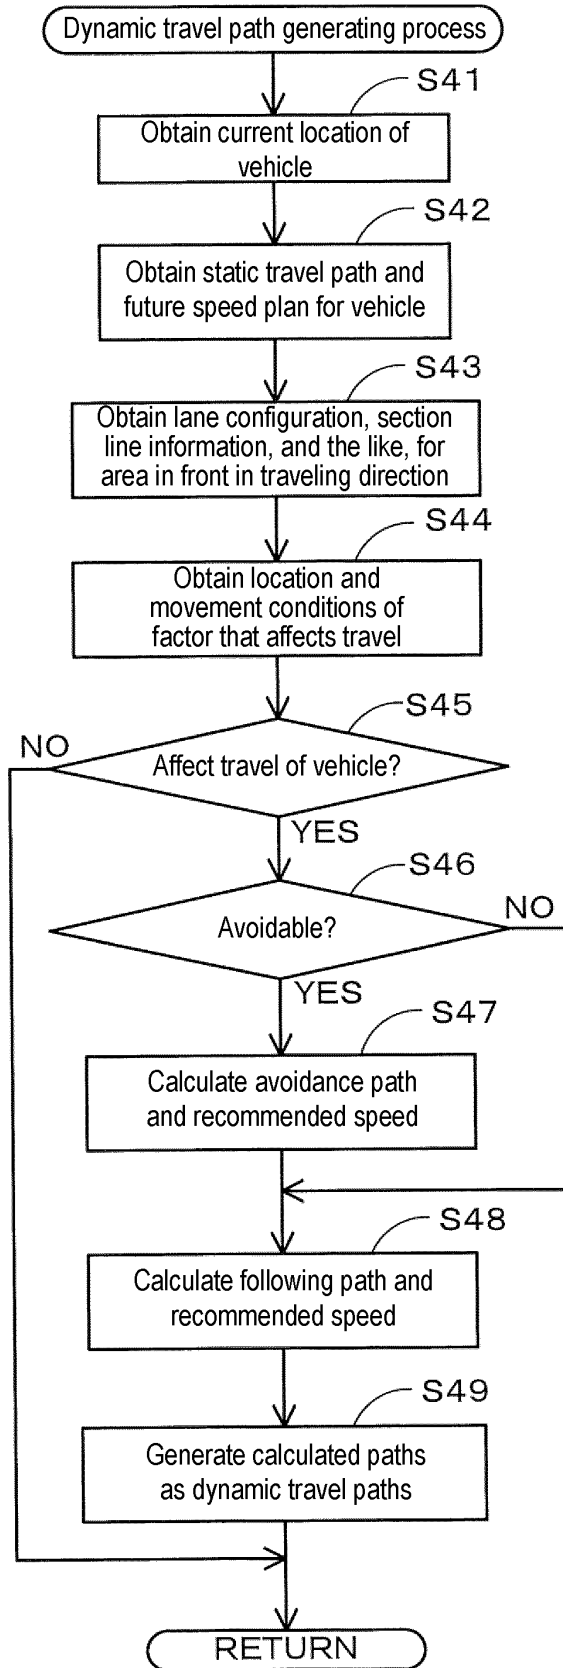 Dynamic travel path generating process
S41
Obtain current location of
vehicle
S42
Obtain static travel path and
future speed plan for vehicle
S43
Obtain lane configuration, section
line information, and the like, for
area in front in traveling direction
S44
Obtain location and
movement conditions of
factor that affects travel
S45
NO
Affect travel of vehicle?
YES
S46
NO
Avoidable?
YES
S47
Calculate avoidance path
and recommended speed
S48
Calculate following path and
recommended speed
S49
Generate calculated paths
as dynamic travel paths
RETURN